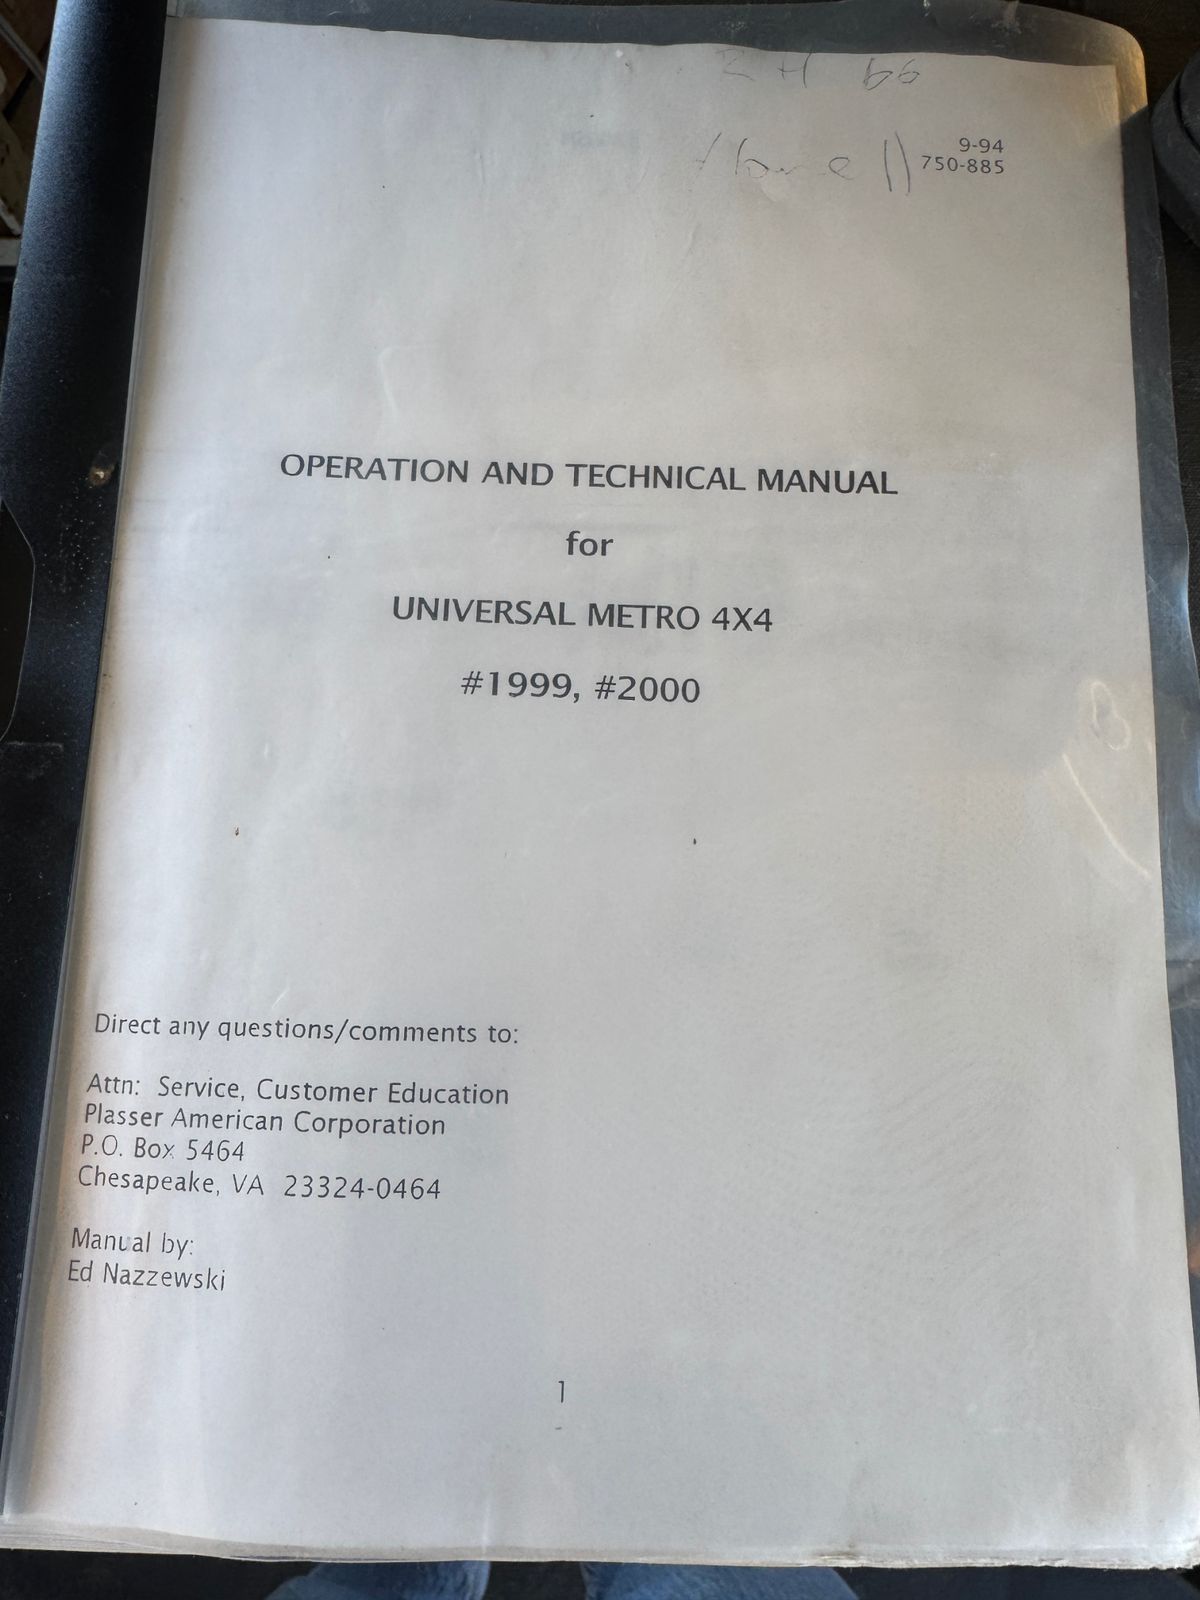 9-94
750-885
OPERATION AND TECHNICAL MANUAL
for
UNIVERSAL METRO 4X4
#1999, #2000
Direct any questions/comments to:
Attn: Service, Customer Education
Plasser American Corporation
P.O. Box 5464
Chesapeake, VA 23324-0464
Manual by:
Ed Nazzewski
1